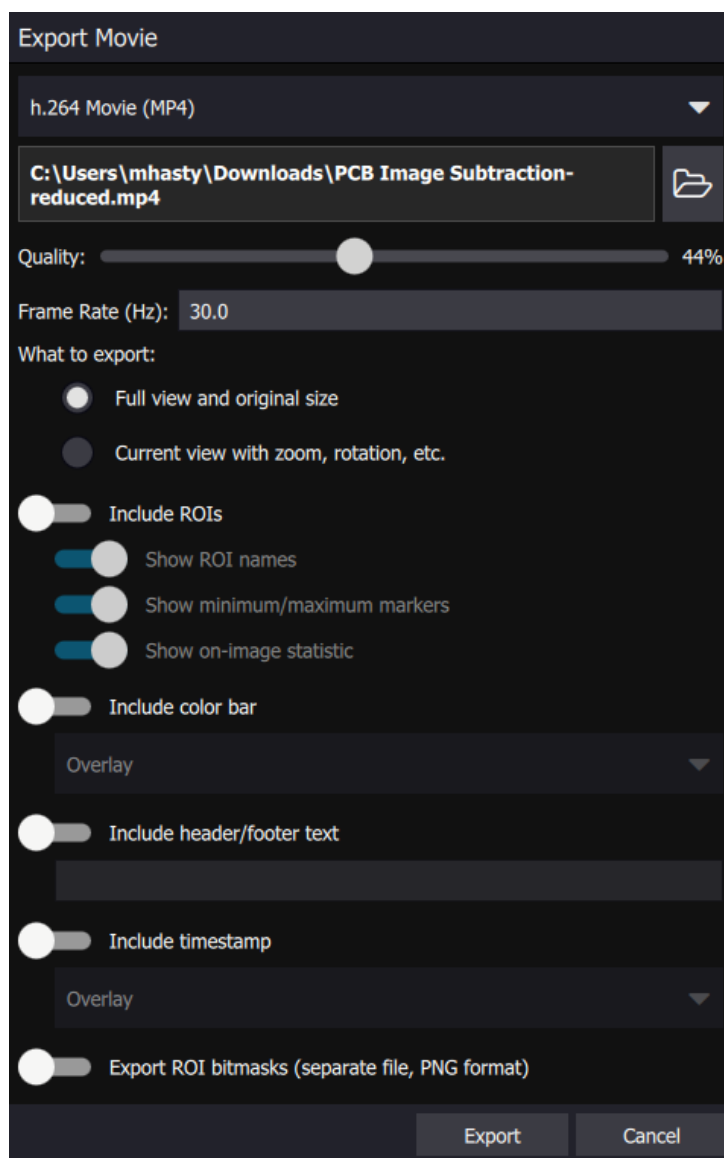 Export Movie
h.264 Movie (MP4)
C:\Users\mhasty\Downloads\PCB Image Subtraction-
reduced.mp4
Quality: 44%
Frame Rate (Hz): 30.0
What to export:
Full view and original size
Current view with zoom, rotation, etc.
Include ROIs
Show ROI names
Show minimum/maximum markers
Show on-image statistic
Include color bar
Overlay
Include header/footer text
Include timestamp
Overlay
Export ROI bitmasks (separate file, PNG format)
Export Cancel